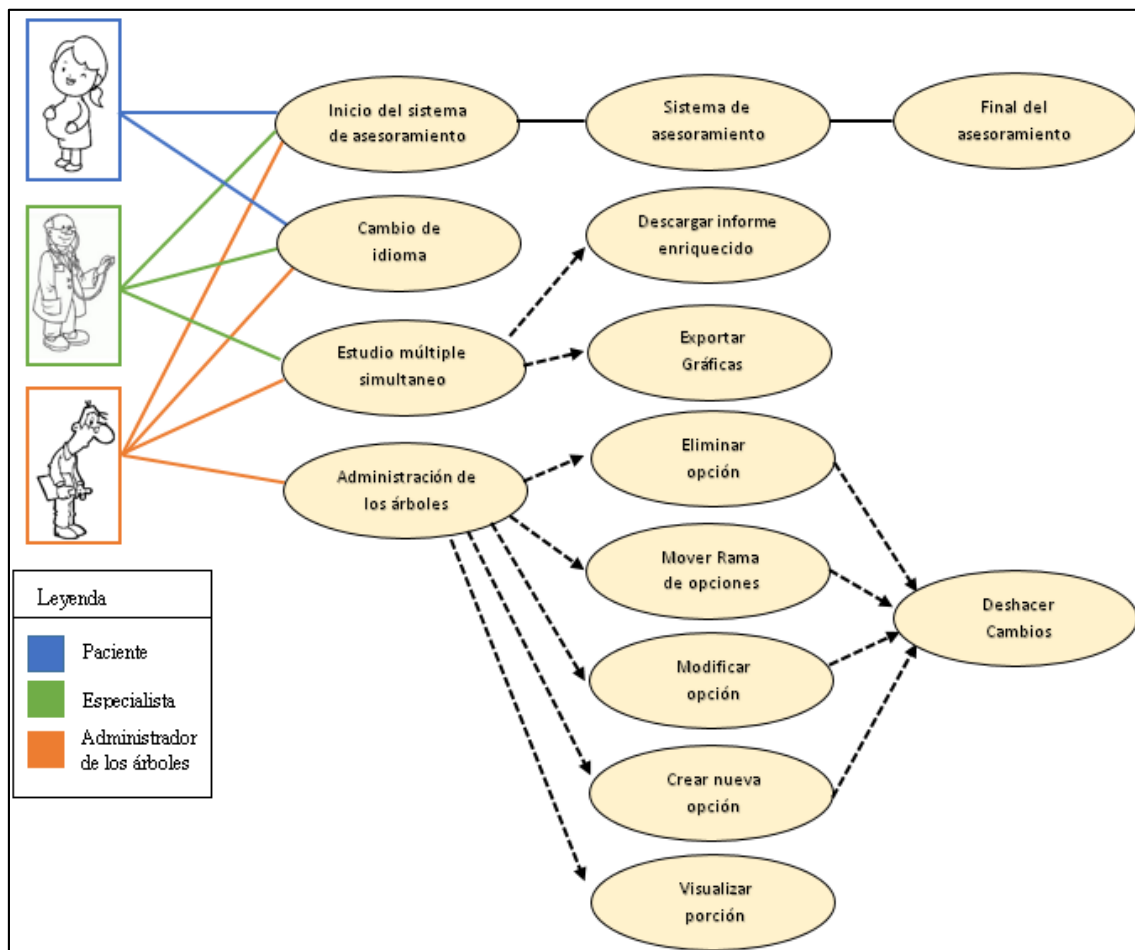 Inicio del sistema
de asesoramiento
Sistema de
asesoramiento
Final del
asesoramiento
Cambio de
idioma
Descargar informe
enriquecido
Estudio múltiple
simultaneo
Exportar
Gráficas
Administración de
los árboles
Eliminar
opción
Mover Rama
de opciones
Deshacer
Cambios
Modificar
opción
Crear nueva
opción
Visualizar
porción
Leyenda
Paciente
Especialista
Administrador
de los árboles